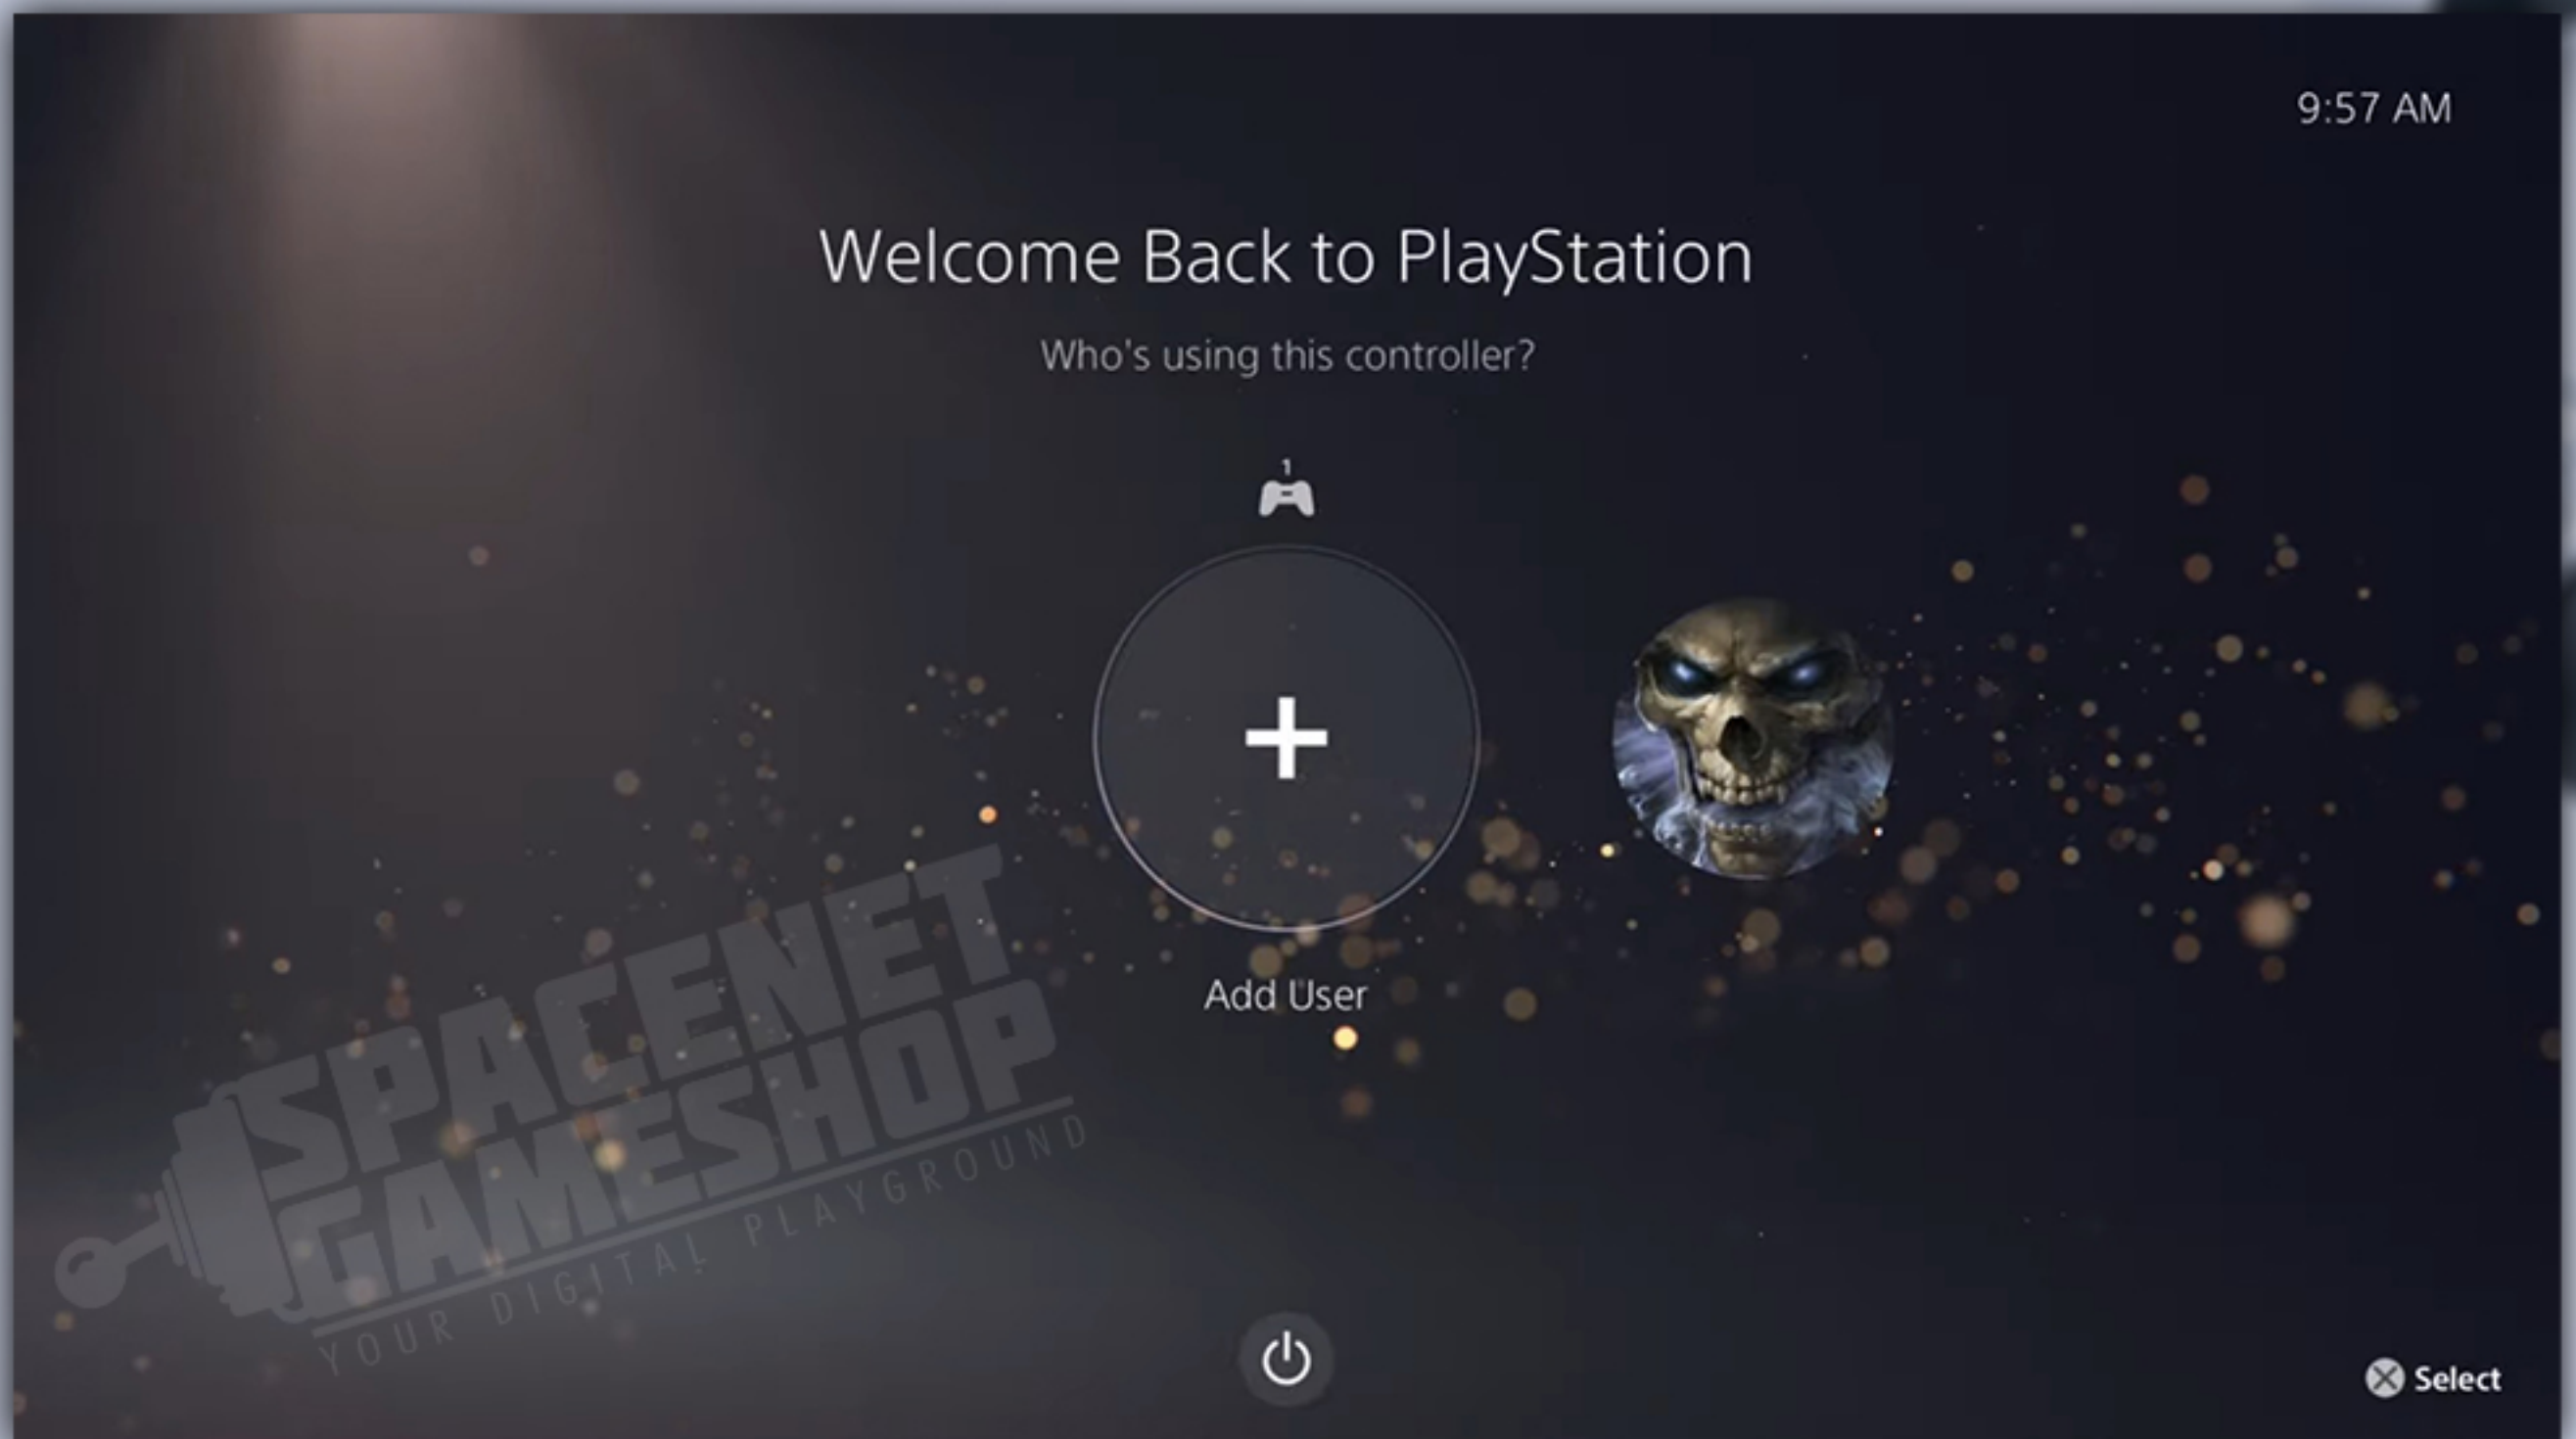 9:57 AM
Welcome Back to PlayStation
Who's using this controller?
1
Add User
SPACENET
GAMESHOP
YOUR DIGITAL PLAYGROUND
Select